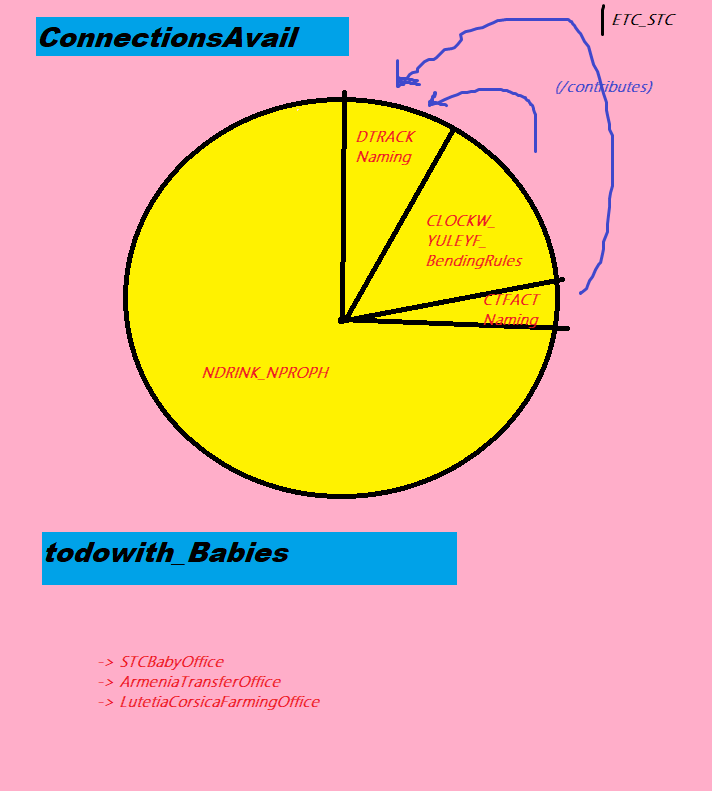 ConnectionsAvail
ETC_STC
(/contributes)
DTRACK
Naming
CLOCKW_
YULEYF_
BendingRules
CTFACT
Naming
NDRINK_NPROPH
todowith_Babies
-> STCBabyOffice
-> ArmeniaTransferOffice
-> LutetiaCorsicaFarmingOffice